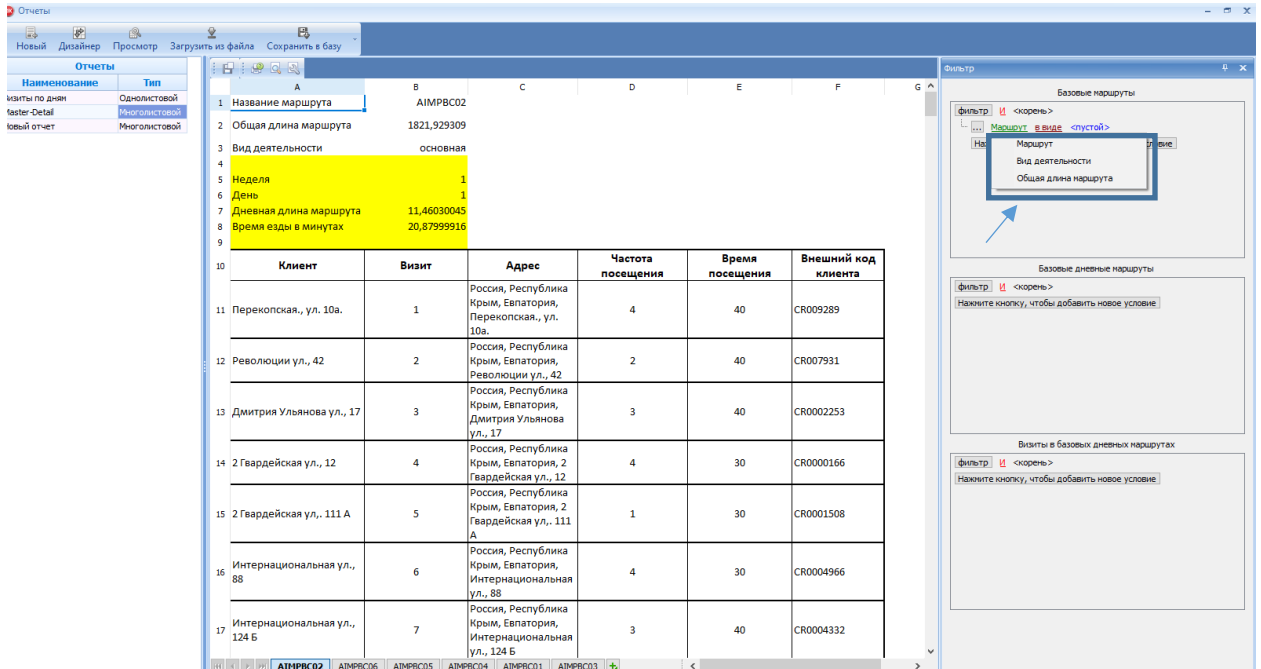 Отчеты
Новый Дизайнер Просмотр Загрузить из файла Сохранить в базу
Отчеты
Наименование Тип
Визиты по дням Однолистовой
Master-Detail Многолистовой
Новый отчет Многолистовой
A B C D E F G
1 Название маршрута AIMPBC02
2 Общая длина маршрута 1821,929309
3 Вид деятельности основная
4
5 Неделя 1
6 День 1
7 Дневная длина маршрута 11,46030045
8 Время езды в минутах 20,87999916
9
10 Клиент Визит Адрес Частота посещения Время посещения Внешний код клиента
11 Перекопская., ул. 10а. 1 Россия, Республика Крым, Евпатория, Перекопская., ул. 10а. 4 40 CR009289
12 Революции ул., 42 2 Россия, Республика Крым, Евпатория, Революции ул., 42 2 40 CR007931
13 Дмитрия Ульянова ул., 17 3 Россия, Республика Крым, Евпатория, Дмитрия Ульянова ул., 17 3 40 CR0002253
14 2 Гвардейская ул., 12 4 Россия, Республика Крым, Евпатория, 2 Гвардейская ул., 12 4 30 CR0000166
15 2 Гвардейская ул,. 111 А 5 Россия, Республика Крым, Евпатория, 2 Гвардейская ул,. 111 А 1 30 CR0001508
16 Интернациональная ул., 88 6 Россия, Республика Крым, Евпатория, Интернациональная ул., 88 4 30 CR0004966
17 Интернациональная ул., 124 Б 7 Россия, Республика Крым, Евпатория, Интернациональная ул., 124 Б 3 40 CR0004332
AIMPBC02 AIMPBC06 AIMPBC05 AIMPBC04 AIMPBC01 AIMPBC03
Фильтр
Базовые маршруты
фильтр И <корень>
... Маршрут в виде <пустой>
Маршрут
Вид деятельности
Общая длина маршрута
Базовые дневные маршруты
фильтр И <корень>
Нажмите кнопку, чтобы добавить новое условие
Визиты в базовых дневных маршрутах
фильтр И <корень>
Нажмите кнопку, чтобы добавить новое условие